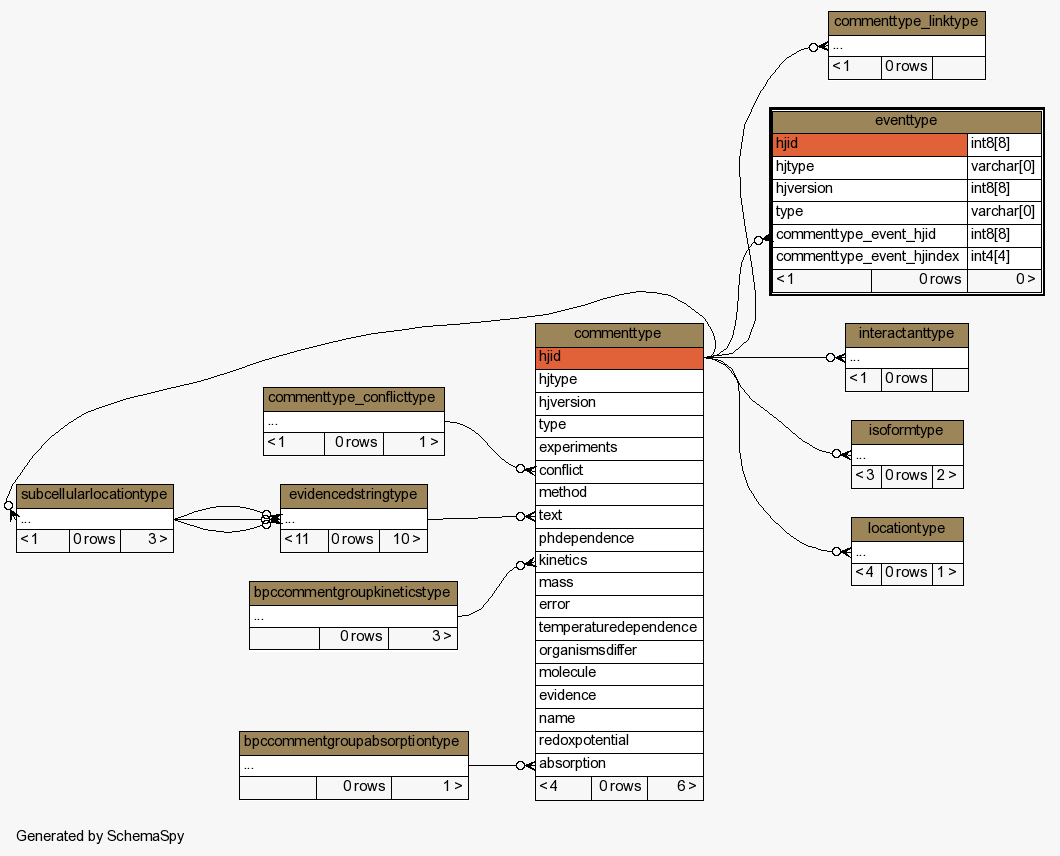 commenttype_linktype
...
< 1 0 rows
eventtype
hjid int8[8]
hjtype varchar[0]
hjversion int8[8]
type varchar[0]
commenttype_event_hjid int8[8]
commenttype_event_hjindex int4[4]
< 1 0 rows 0 >
commenttype
hjid
hjtype
hjversion
type
experiments
conflict
method
text
phdependence
kinetics
mass
error
temperaturedependence
organismsdiffer
molecule
evidence
name
redoxpotential
absorption
< 4 0 rows 6 >
interactanttype
...
< 1 0 rows
commenttype_conflicttype
...
< 1 0 rows 1 >
isoformtype
...
< 3 0 rows 2 >
subcellularlocationtype
...
< 1 0 rows 3 >
evidencedstringtype
...
< 11 0 rows 10 >
locationtype
...
< 4 0 rows 1 >
bpccommentgroupkineticstype
...
0 rows 3 >
bpccommentgroupabsorptiontype
...
0 rows 1 >
Generated by SchemaSpy